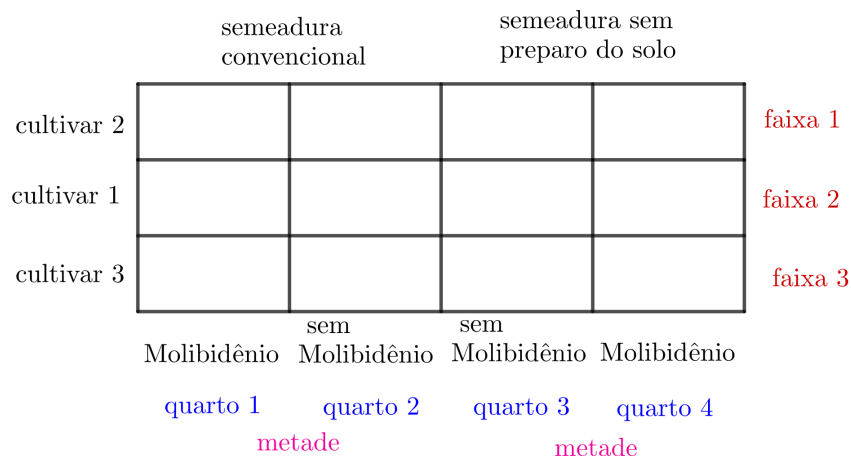 semeadura
convencional
semeadura sem
preparo do solo
cultivar 2
faixa 1
cultivar 1
faixa 2
cultivar 3
faixa 3
Molibidênio
sem
Molibidênio
sem
Molibidênio
Molibidênio
quarto 1
quarto 2
quarto 3
quarto 4
metade
metade